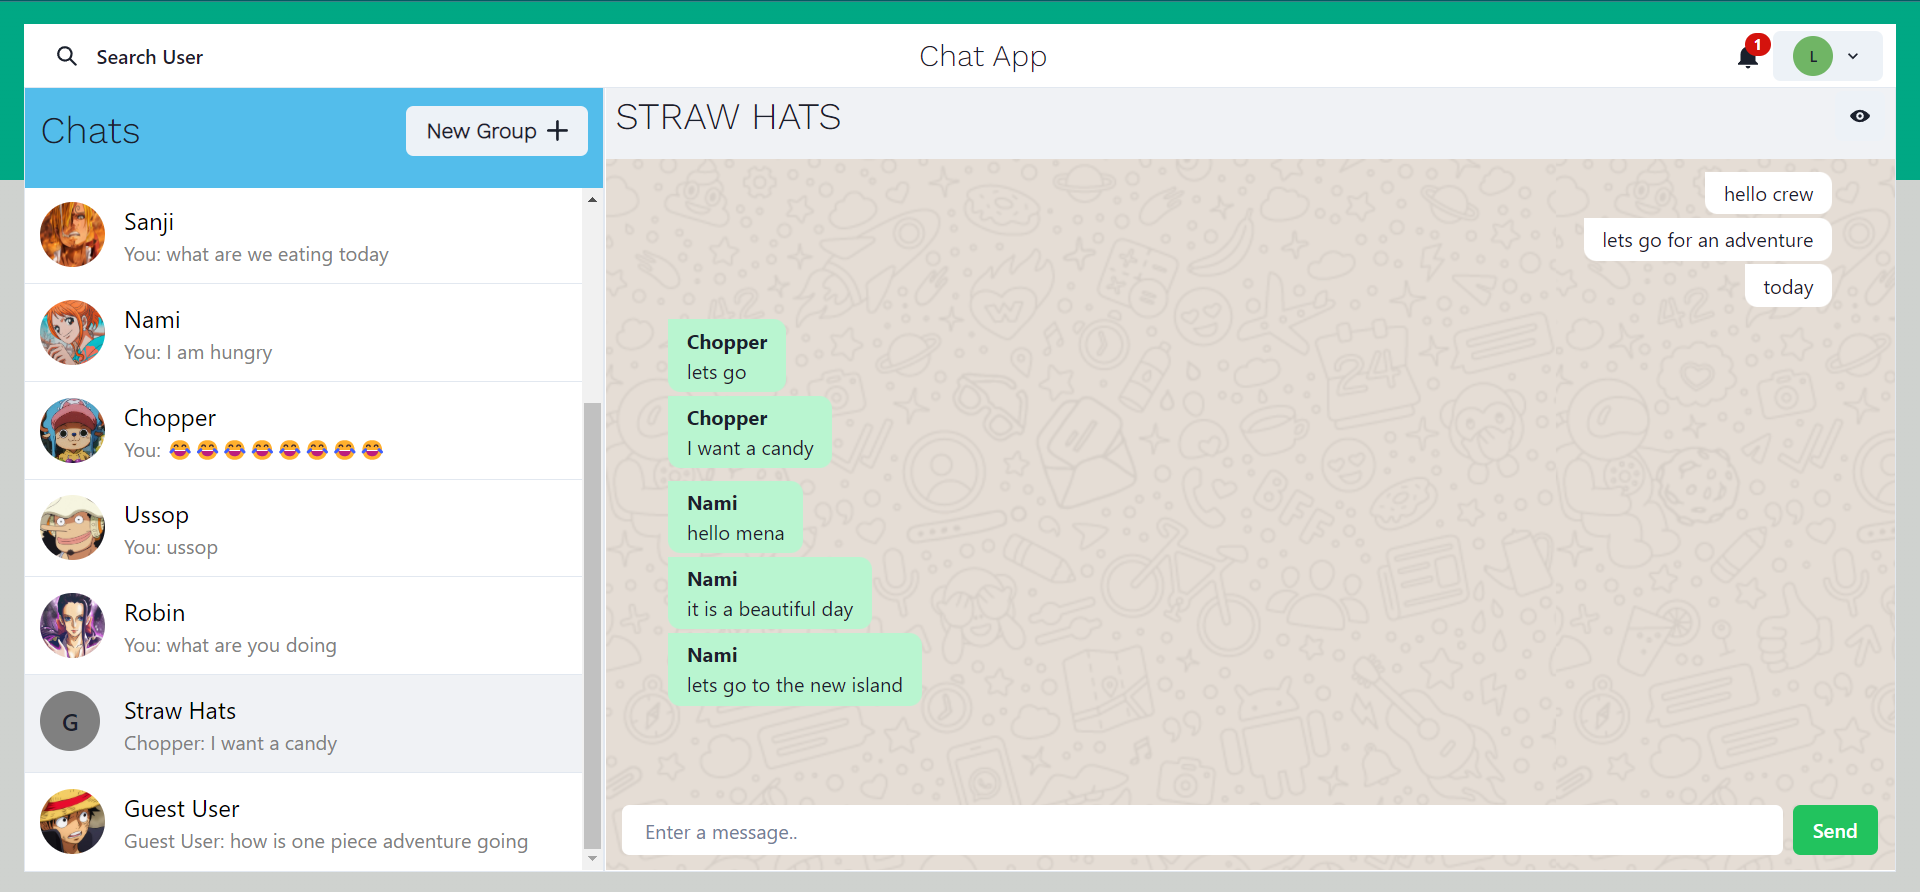 Search User
Chat App
1
L
Chats
New Group +
STRAW HATS
Sanji
You: what are we eating today
Nami
You: I am hungry
Chopper
You: 😂😂😂😂😂😂😂😂
Ussop
You: ussop
Robin
You: what are you doing
G
Straw Hats
Chopper: I want a candy
Guest User
Guest User: how is one piece adventure going
hello crew
lets go for an adventure
today
Chopper
lets go
Chopper
I want a candy
Nami
hello mena
Nami
it is a beautiful day
Nami
lets go to the new island
Enter a message..
Send
24
42
BFF